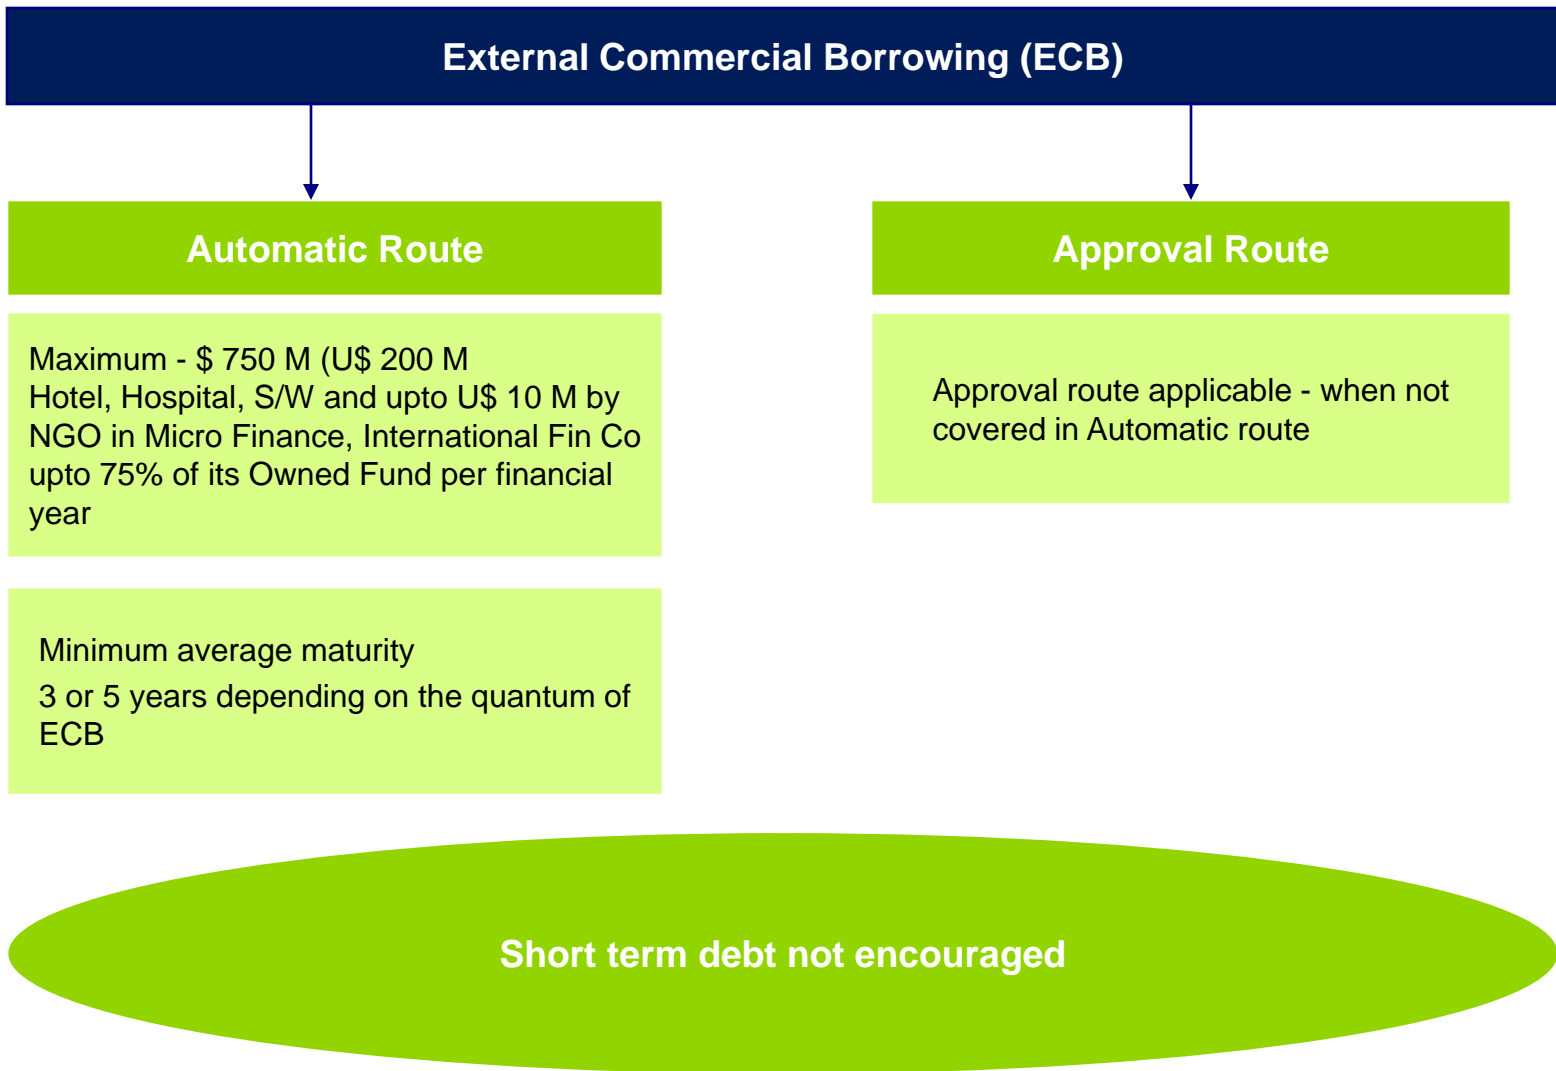 External Commercial Borrowing (ECB)
Automatic Route
Maximum - $ 750 M (U$ 200 M
Hotel, Hospital, S/W and upto U$ 10 M by
NGO in Micro Finance, International Fin Co
upto 75% of its Owned Fund per financial
year
Minimum average maturity
3 or 5 years depending on the quantum of
ECB
Approval Route
Approval route applicable - when not
covered in Automatic route
Short term debt not encouraged